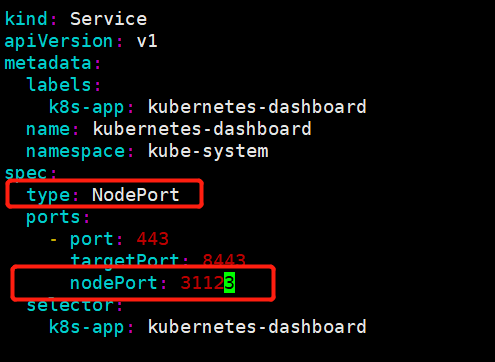 kind: Service
apiVersion: v1
metadata:
  labels:
    k8s-app: kubernetes-dashboard
  name: kubernetes-dashboard
  namespace: kube-system
spec:
  type: NodePort
  ports:
    - port: 443
      targetPort: 8443
      nodePort: 31123
  selector:
    k8s-app: kubernetes-dashboard